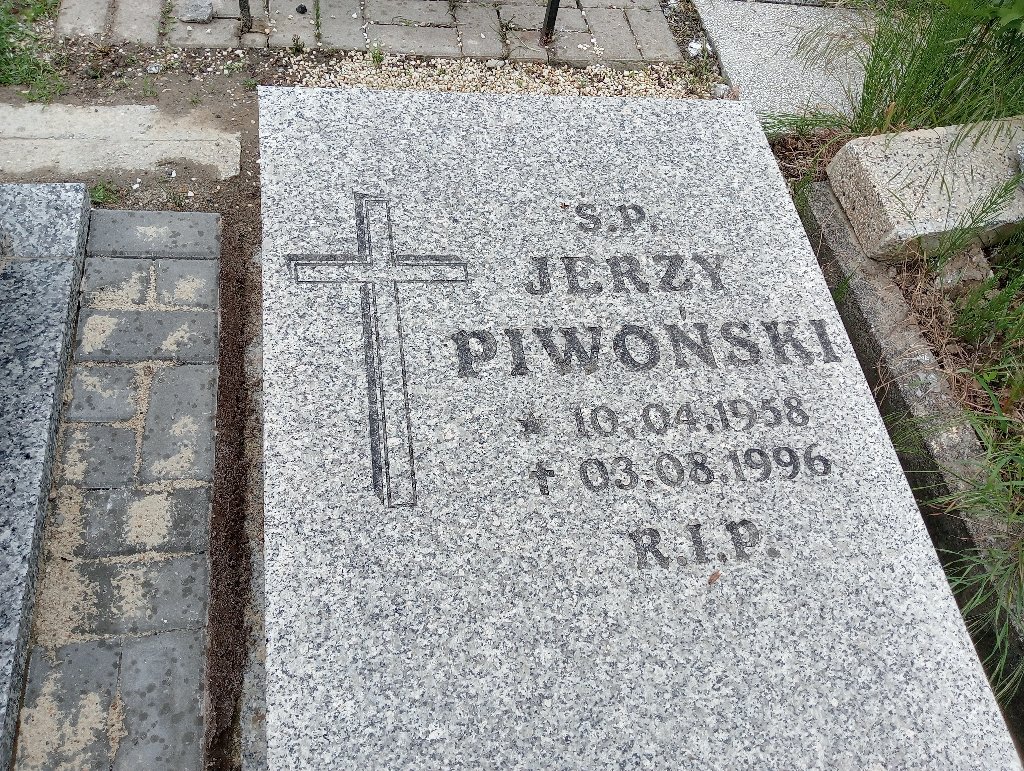 Ś.P.
JERZY
PIWOŃSKI
★ 10.04.1958
✝ 03.08.1996
R.I.P.